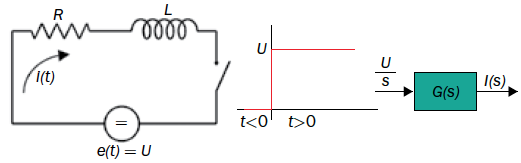 R
L
I(t)
=
e(t) = U
U
t<0
t>0
U
s
G(s)
I(s)